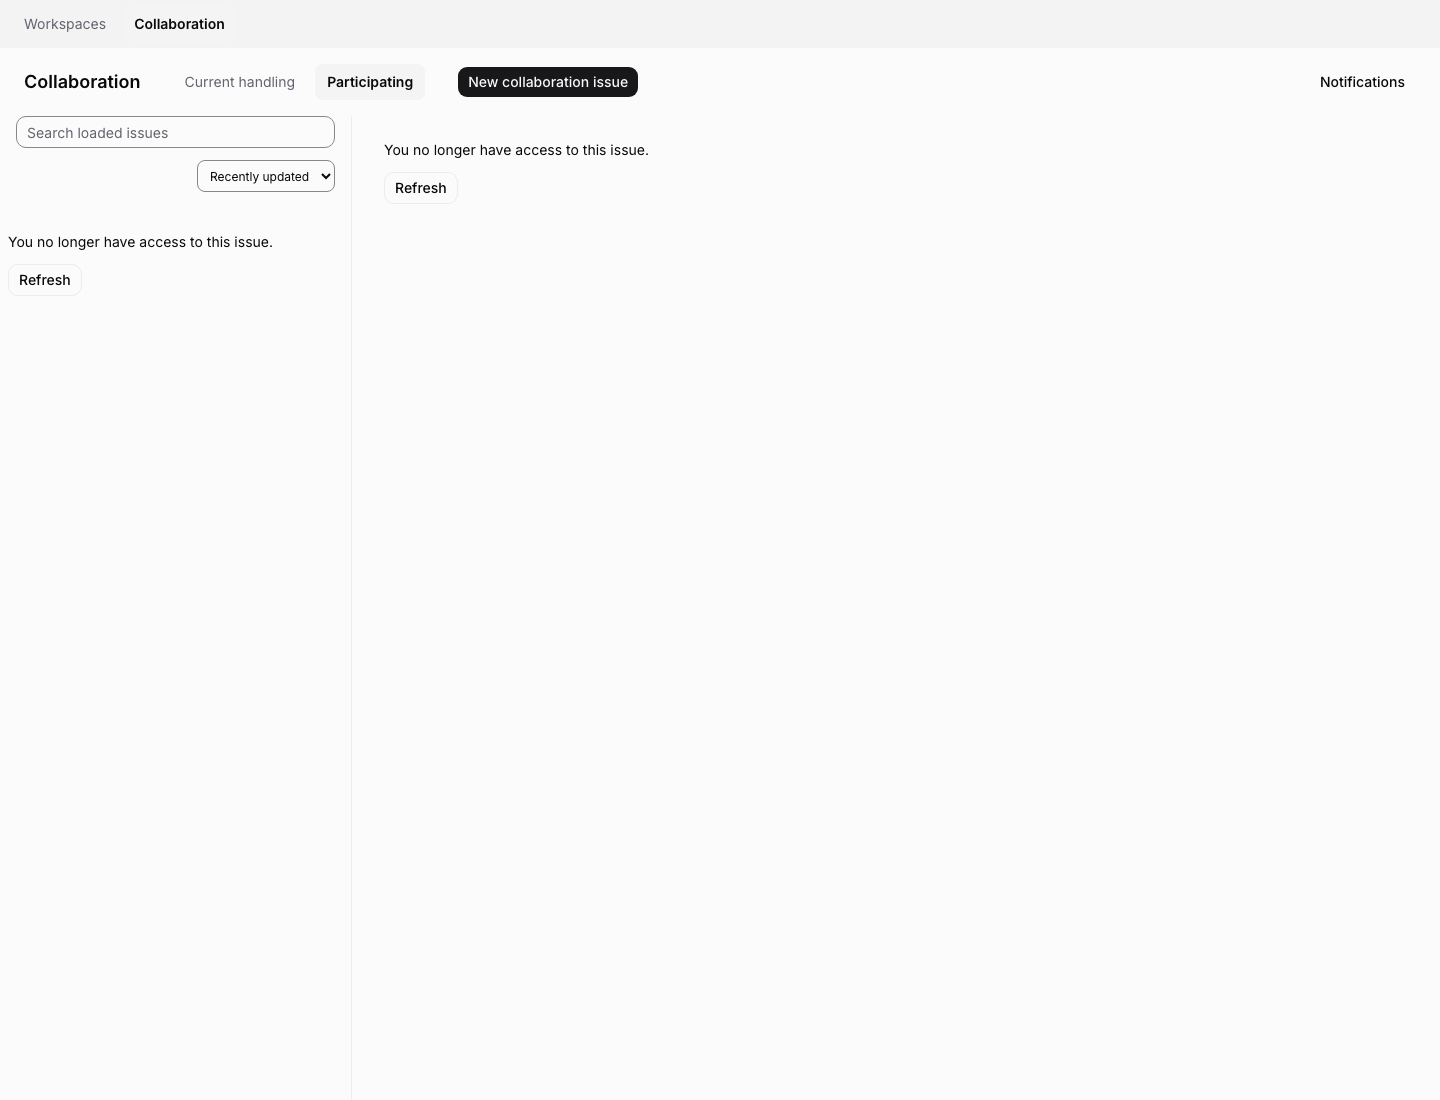 Workspaces
Collaboration
Collaboration
Current handling
Participating
New collaboration issue
Notifications
Search loaded issues
Recently updated
You no longer have access to this issue.
Refresh
You no longer have access to this issue.
Refresh